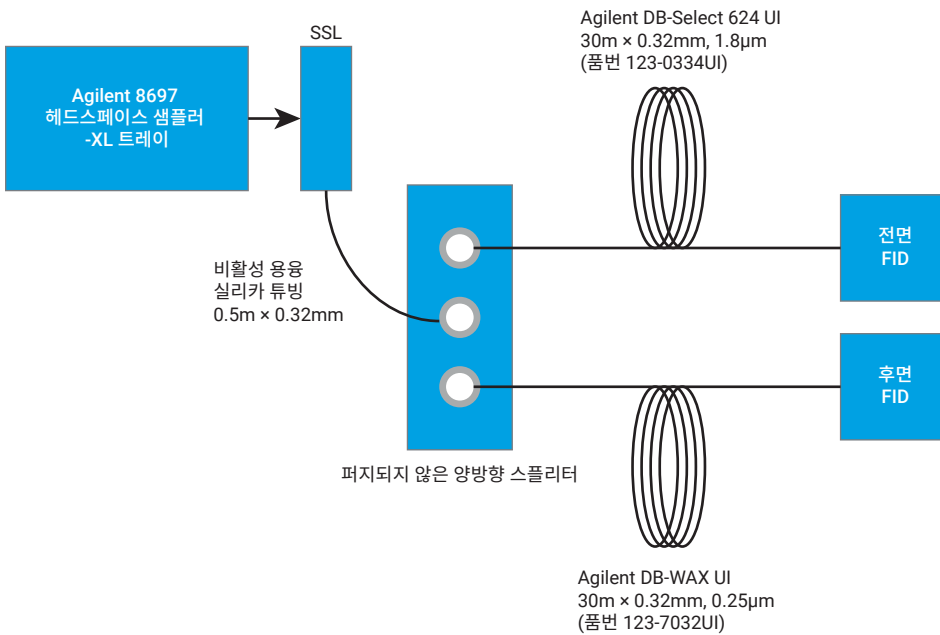 Agilent 8697
헤드스페이스 샘플러
-XL 트레이
SSL
Agilent DB-Select 624 UI
30m × 0.32mm, 1.8μm
(품번 123-0334UI)
비활성 용융
실리카 튜빙
0.5m × 0.32mm
전면
FID
후면
FID
퍼지되지 않은 양방향 스플리터
Agilent DB-WAX UI
30m × 0.32mm, 0.25μm
(품번 123-7032UI)